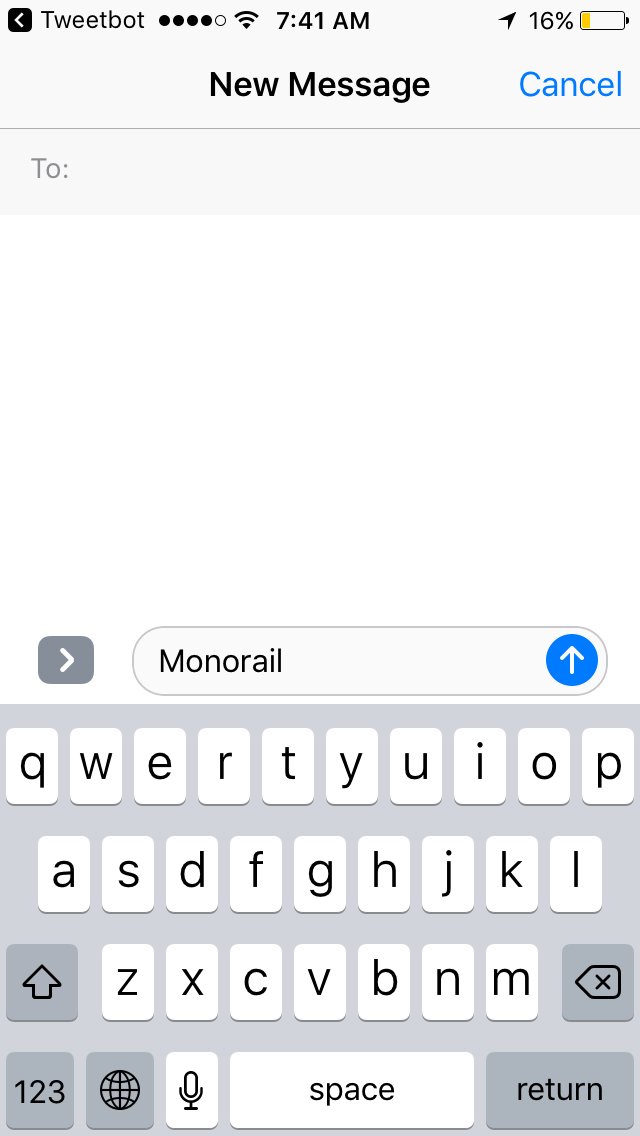 Tweetbot 7:41 AM 16%
New Message Cancel
To:
Monorail
q w e r t y u i o p
a s d f g h j k l
z x c v b n m
123 space return